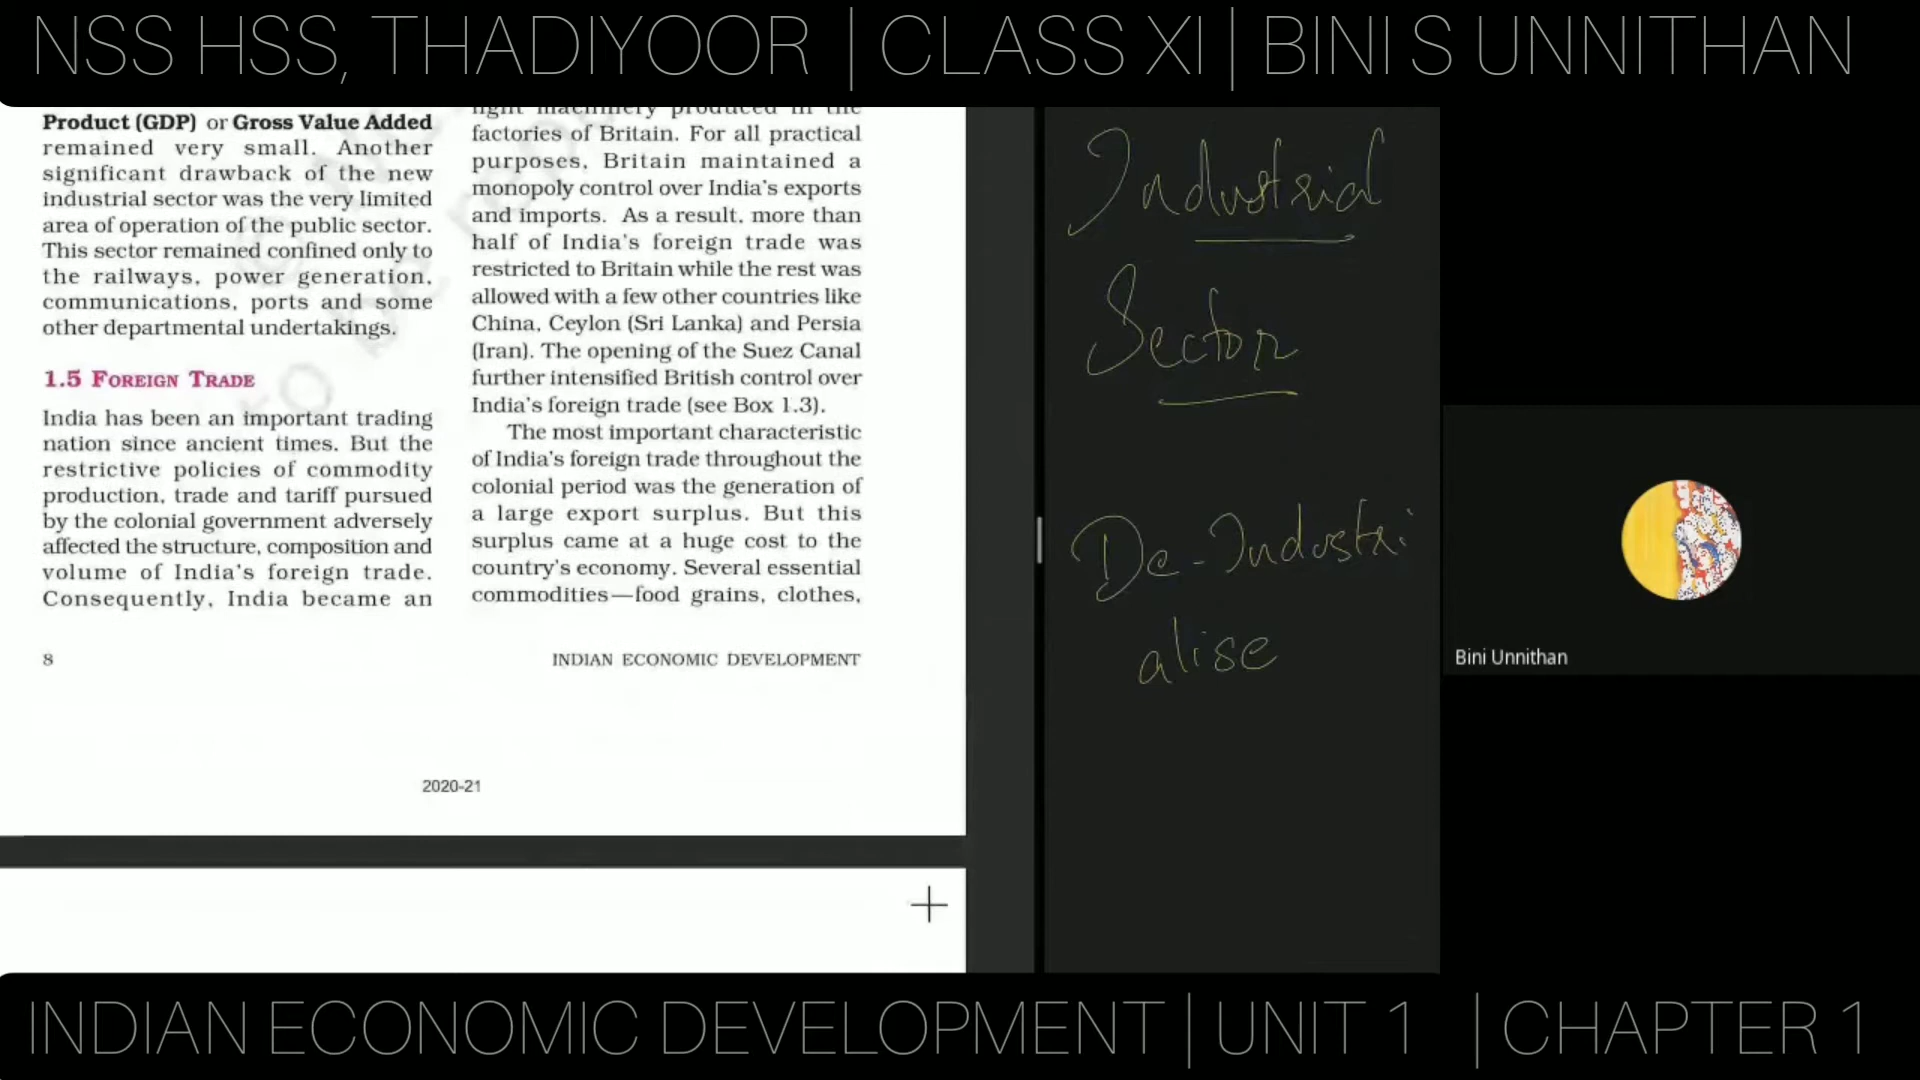 NSS HSS, THADIYOOR | CLASS XI | BINI S UNNITHAN
Product (GDP) or Gross Value Added
remained very small. Another
significant drawback of the new
industrial sector was the very limited
area of operation of the public sector.
This sector remained confined only to
the railways, power generation,
communications, ports and some
other departmental undertakings.
1.5 FOREIGN TRADE
India has been an important trading
nation since ancient times. But the
restrictive policies of commodity
production, trade and tariff pursued
by the colonial government adversely
affected the structure, composition and
volume of India's foreign trade.
Consequently, India became an
light machinery produced in the
factories of Britain. For all practical
purposes, Britain maintained a
monopoly control over India's exports
and imports. As a result, more than
half of India's foreign trade was
restricted to Britain while the rest was
allowed with a few other countries like
China, Ceylon (Sri Lanka) and Persia
(Iran). The opening of the Suez Canal
further intensified British control over
India's foreign trade (see Box 1.3).
The most important characteristic
of India's foreign trade throughout the
colonial period was the generation of
a large export surplus. But this
surplus came at a huge cost to the
country's economy. Several essential
commodities—food grains, clothes,
8
INDIAN ECONOMIC DEVELOPMENT
2020-21
Industrial
Sector
De-Industri
alise
Bini Unnithan
INDIAN ECONOMIC DEVELOPMENT | UNIT 1 | CHAPTER 1